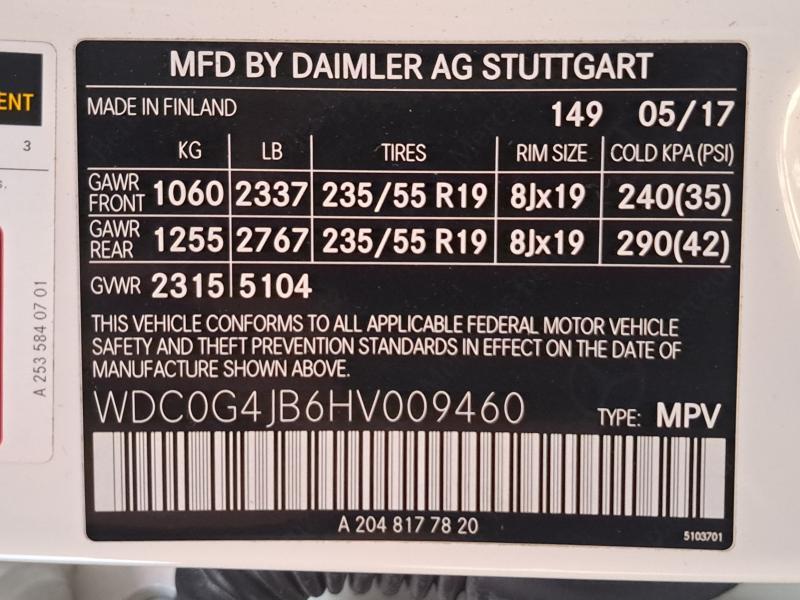 MFD BY DAIMLER AG STUTTGART
MADE IN FINLAND 149 05/17
KG LB TIRES RIM SIZE COLD KPA(PSI)
GAWR FRONT 1060 2337 235/55 R19 8Jx19 240(35)
GAWR REAR 1255 2767 235/55 R19 8Jx19 290(42)
GVWR 2315 5104
THIS VEHICLE CONFORMS TO ALL APPLICABLE FEDERAL MOTOR VEHICLE
SAFETY AND THEFT PREVENTION STANDARDS IN EFFECT ON THE DATE OF
MANUFACTURE SHOWN ABOVE.
WDC0G4JB6HV009460 TYPE: MPV
A 204 817 78 20
5103701
ENT
3
s.
A 253 584 07 01